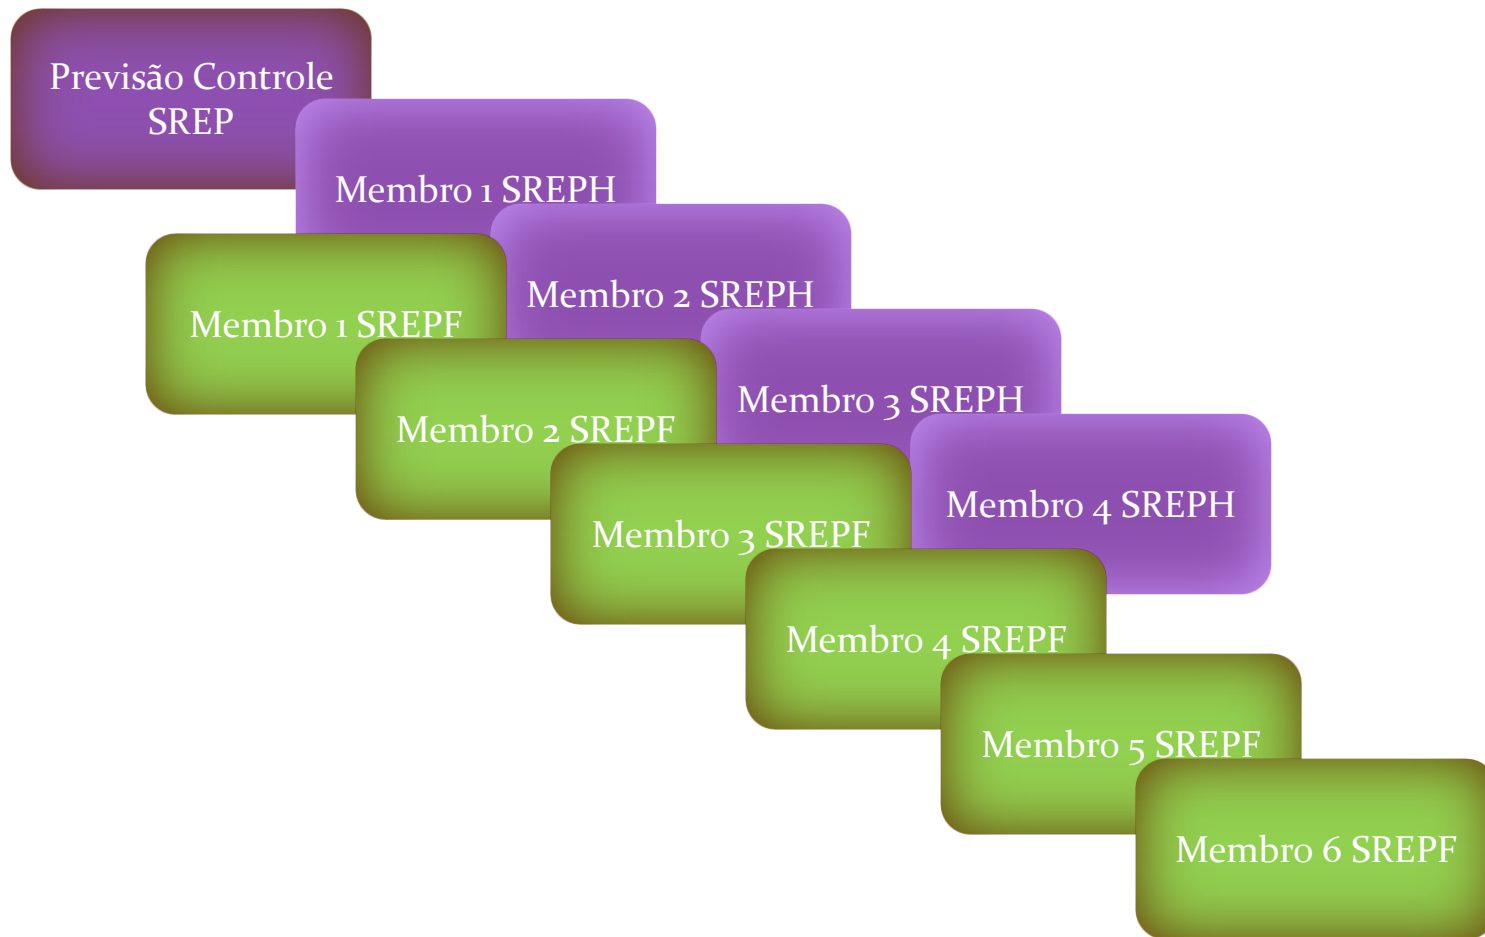 Previsão Controle
SREP
Membro 1 SREPH
Membro 2 SREPH
Membro 1 SREPF
Membro 3 SREPH
Membro 2 SREPF
Membro 4 SREPH
Membro 3 SREPF
Membro 4 SREPF
Membro 5 SREPF
Membro 6 SREPF